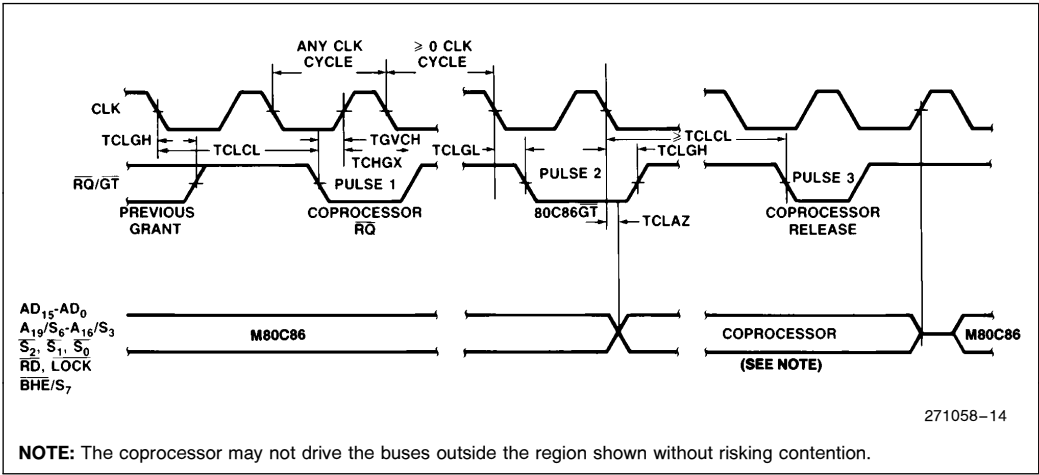 ANY CLK
CYCLE
⩾ 0 CLK
CYCLE
CLK
TCLGH
TCLCL
TGVCH
TCHGX
TCLGL
⩾ TCLCL
TCLGH
RQ/GT
PULSE 1
PULSE 2
PULSE 3
PREVIOUS
GRANT
COPROCESSOR
RQ
80C86GT
TCLAZ
COPROCESSOR
RELEASE
AD15-AD0
A19/S6-A16/S3
S2, S1, S0
RD, LOCK
BHE/S7
M80C86
COPROCESSOR
(SEE NOTE)
M80C86
271058–14
NOTE: The coprocessor may not drive the buses outside the region shown without risking contention.